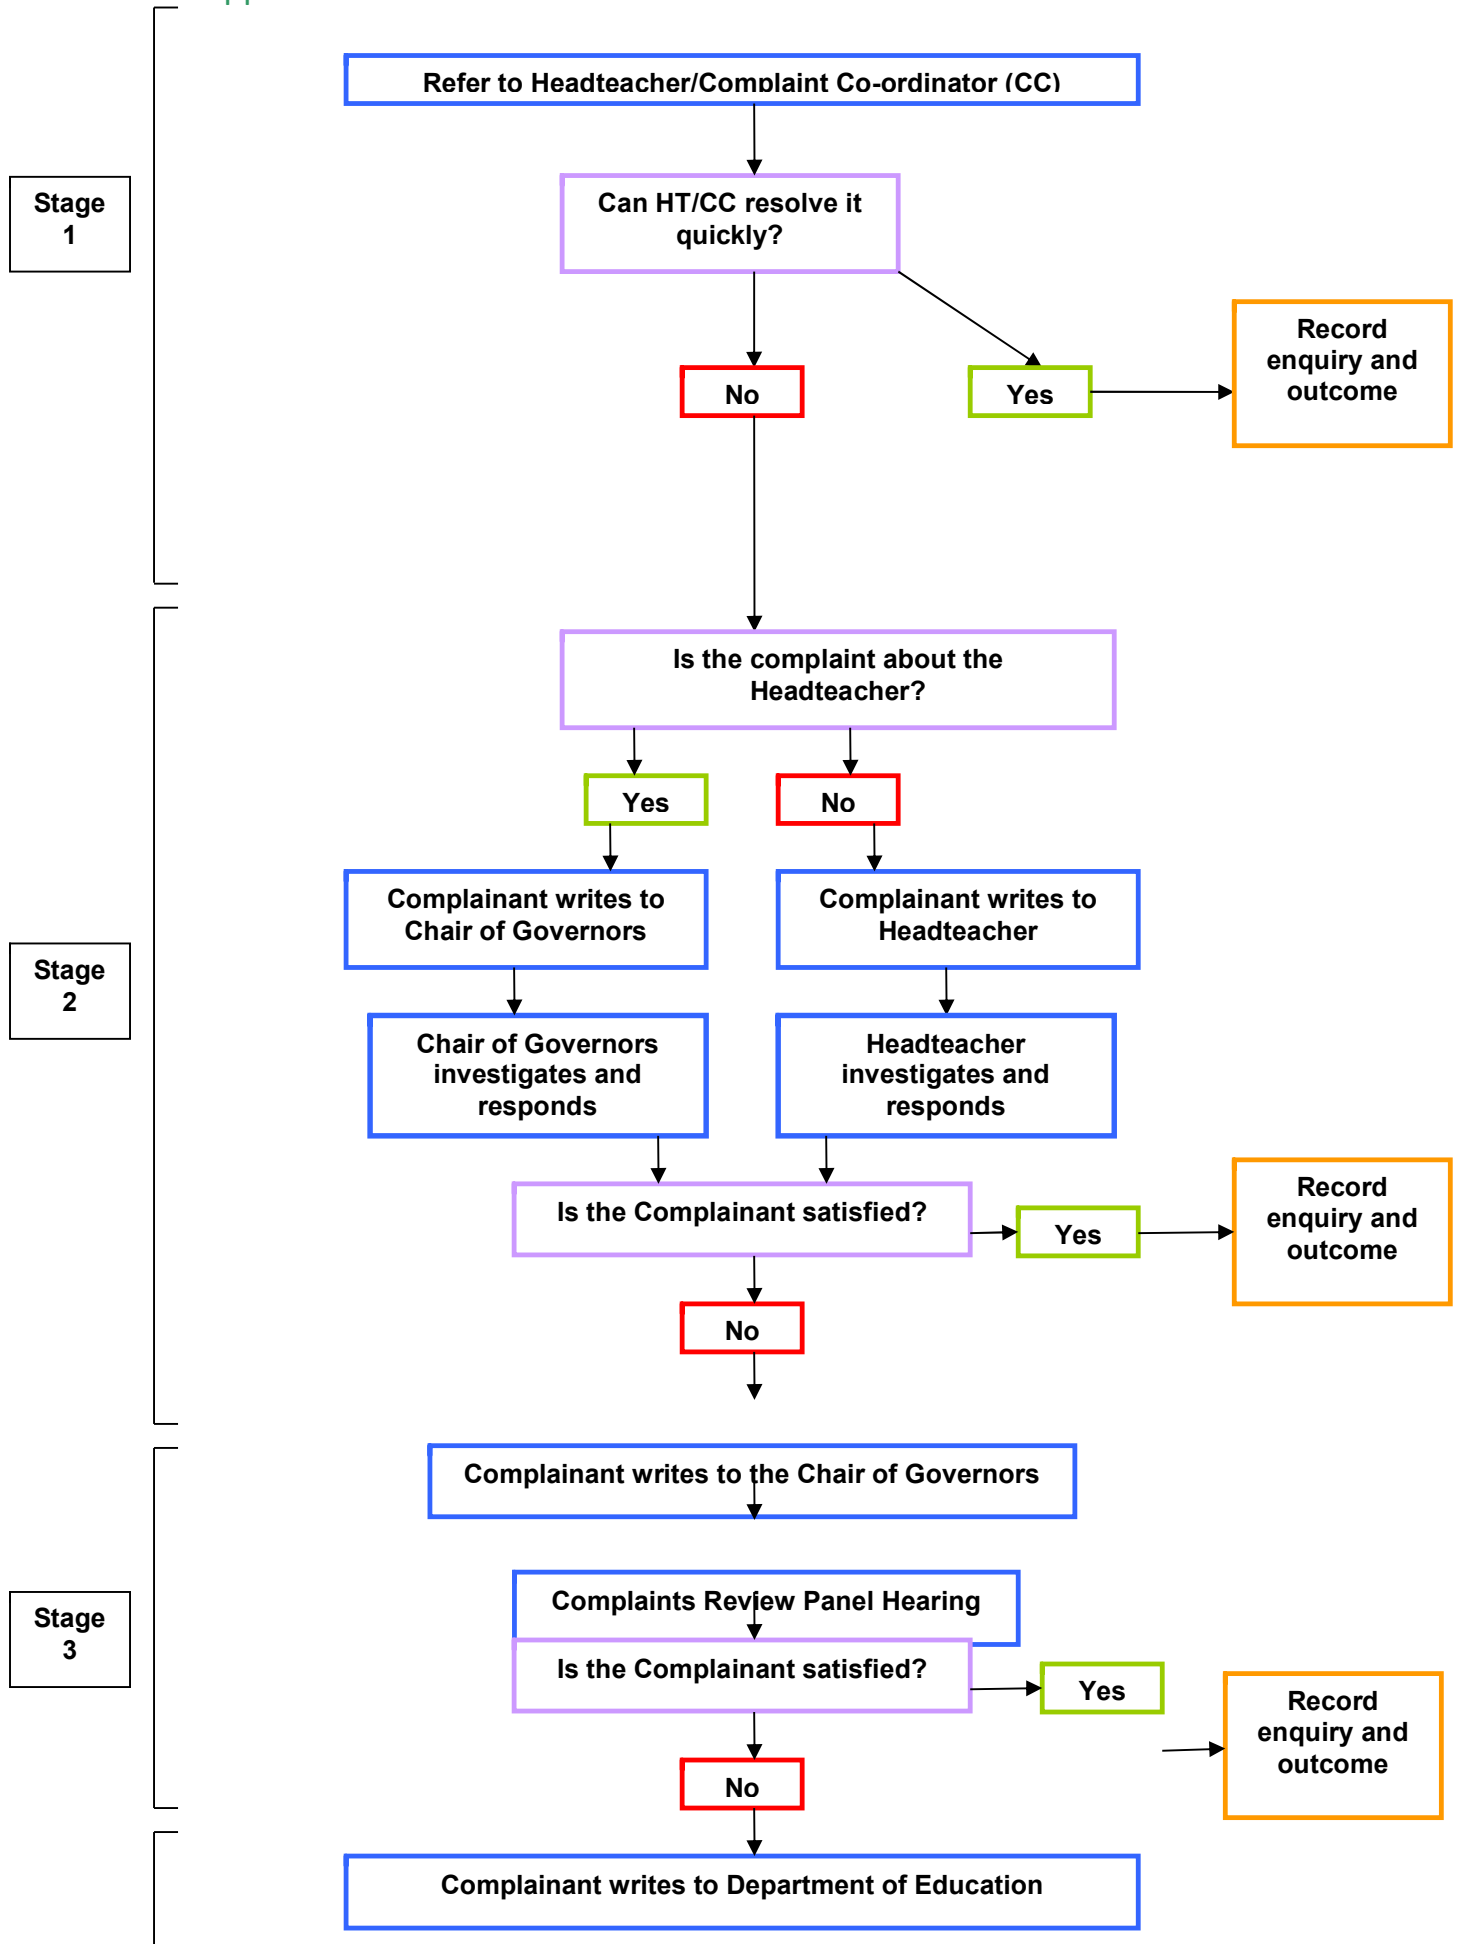 Refer to Headteacher/Complaint Co-ordinator (CC)
Stage
1
Can HT/CC resolve it
quickly?
Record
enquiry and
outcome
No
Yes
Is the complaint about the
Headteacher?
Yes
No
Stage
2
Complainant writes to
Chair of Governors
Complainant writes to
Headteacher
Chair of Governors
investigates and
responds
Headteacher
investigates and
responds
Is the Complainant satisfied?
Yes
Record
enquiry and
outcome
No
Complainant writes to the Chair of Governors
Stage
3
Complaints Review Panel Hearing
Is the Complainant satisfied?
Yes
Record
enquiry and
outcome
No
Complainant writes to Department of Education